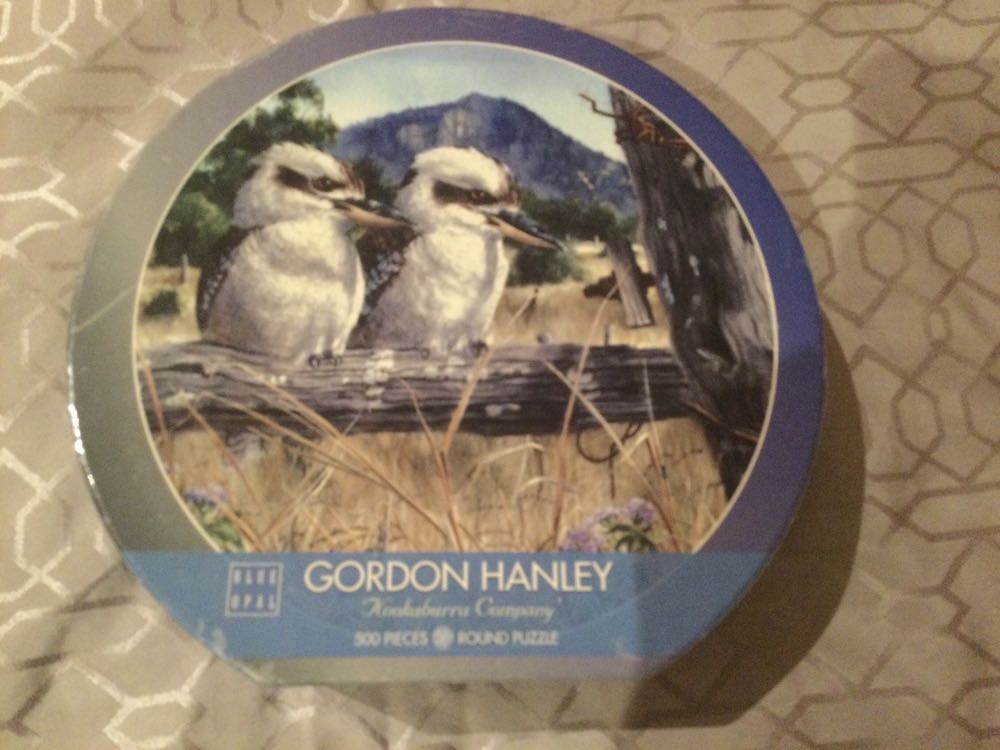 BLUE
OPAL
GORDON HANLEY
'Kookaburra Company'
500 PIECES ROUND PUZZLE